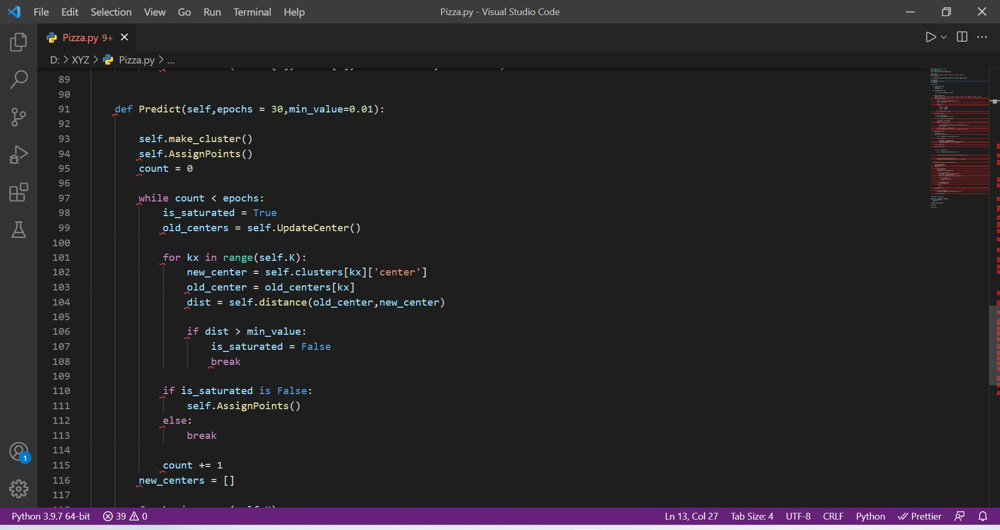 File Edit Selection View Go Run Terminal Help
Pizza.py - Visual Studio Code
Pizza.py 9+
D: > XYZ > Pizza.py > ...
89
90
91 def Predict(self,epochs = 30,min_value=0.01):
92
93 self.make_cluster()
94 self.AssignPoints()
95 count = 0
96
97 while count < epochs:
98 is_saturated = True
99 old_centers = self.UpdateCenter()
100
101 for kx in range(self.K):
102 new_center = self.clusters[kx]['center']
103 old_center = old_centers[kx]
104 dist = self.distance(old_center,new_center)
105
106 if dist > min_value:
107 is_saturated = False
108 break
109
110 if is_saturated is False:
111 self.AssignPoints()
112 else:
113 break
114
115 count += 1
116 new_centers = []
117
1
Python 3.9.7 64-bit 39 0 Ln 13, Col 27 Tab Size: 4 UTF-8 CRLF Python Prettier